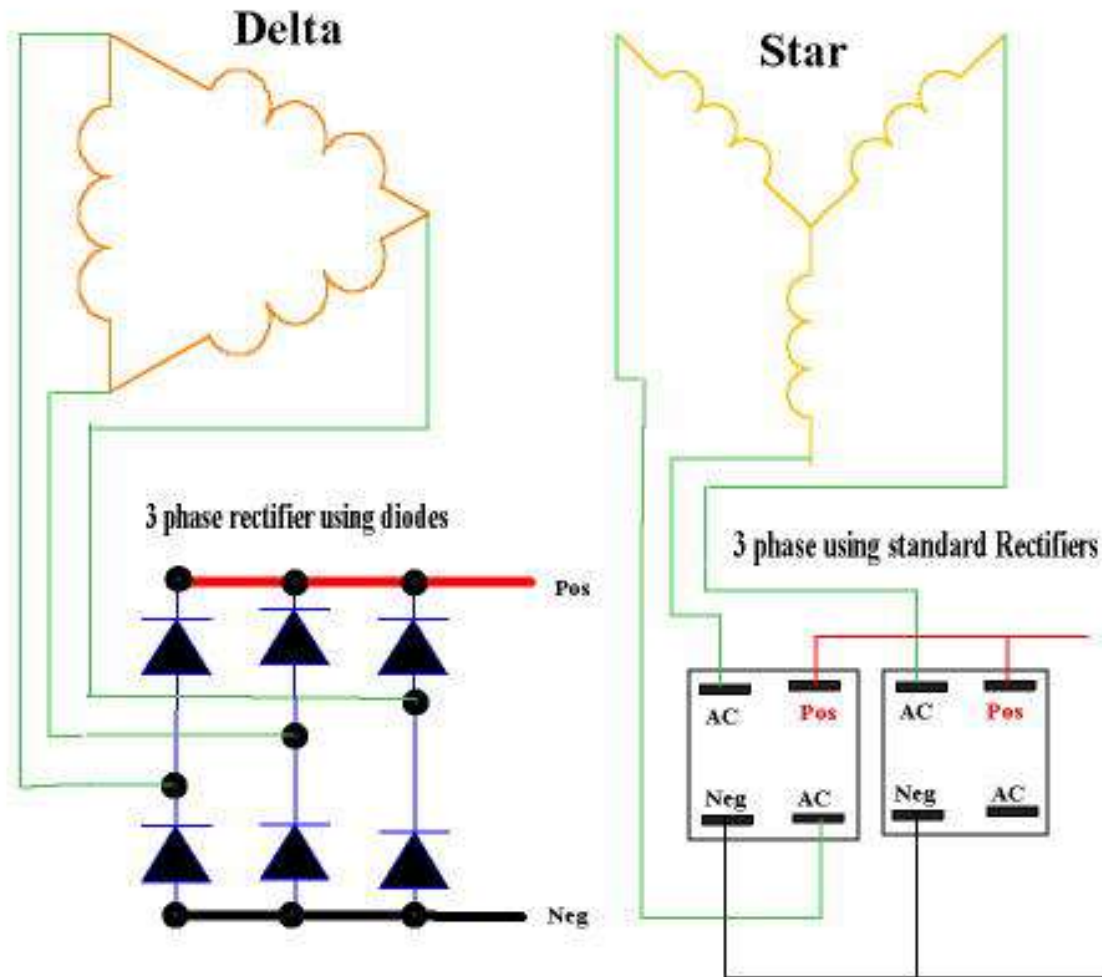 Delta
Star
3 phase rectifier using diodes
Pos
Neg
3 phase using standard Rectifiers
AC
Pos
Neg
AC
AC
Pos
Neg
AC